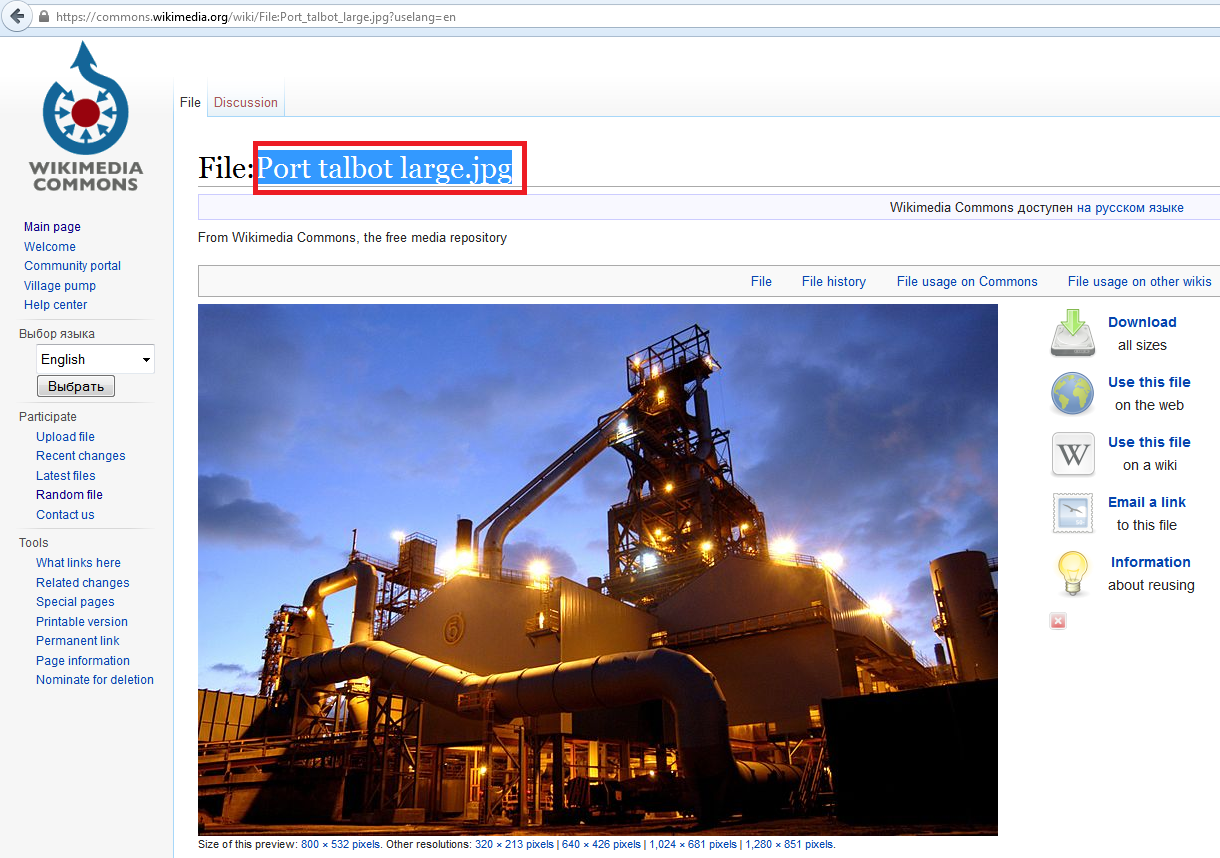 https://commons.wikimedia.org/wiki/File:Port_talbot_large.jpg?uselang=en
WIKIMEDIA
COMMONS
Main page
Welcome
Community portal
Village pump
Help center
Выбор языка
English
Выбрать
Participate
Upload file
Recent changes
Latest files
Random file
Contact us
Tools
What links here
Related changes
Special pages
Printable version
Permanent link
Page information
Nominate for deletion
File Discussion
File:Port talbot large.jpg
Wikimedia Commons доступен на русском языке
From Wikimedia Commons, the free media repository
File File history File usage on Commons File usage on other wikis
5
Download
all sizes
Use this file
on the web
W
Use this file
on a wiki
Email a link
to this file
Information
about reusing
Size of this preview: 800 × 532 pixels. Other resolutions: 320 × 213 pixels | 640 × 426 pixels | 1,024 × 681 pixels | 1,280 × 851 pixels.